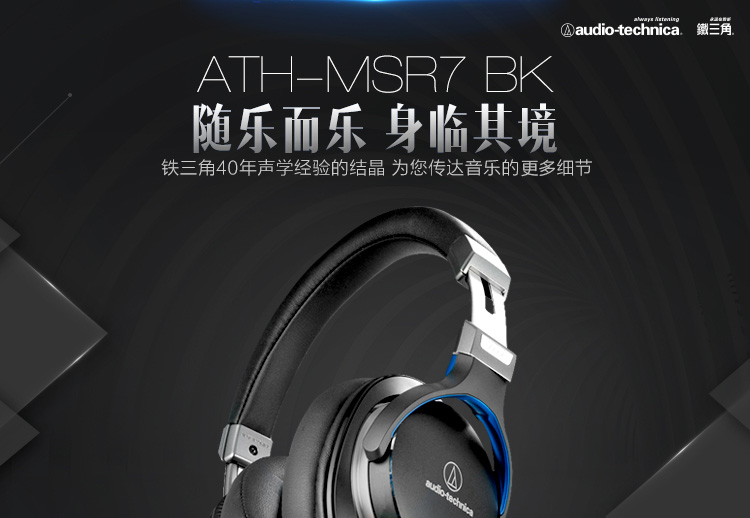 always listening
audio-technica
鐵三角
ATH-MSR7 BK
随乐而乐 身临其境
铁三角40年声学经验的结晶 为您传达音乐的更多细节
audio-technica